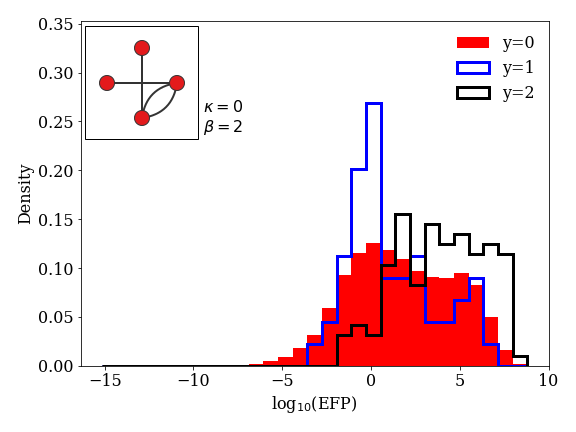 0.35
0.30
0.25
0.20
0.15
0.10
0.05
0.00
Density
κ = 0
β = 2
y=0
y=1
y=2
−15 −10 −5 0 5 10
log₁₀(EFP)